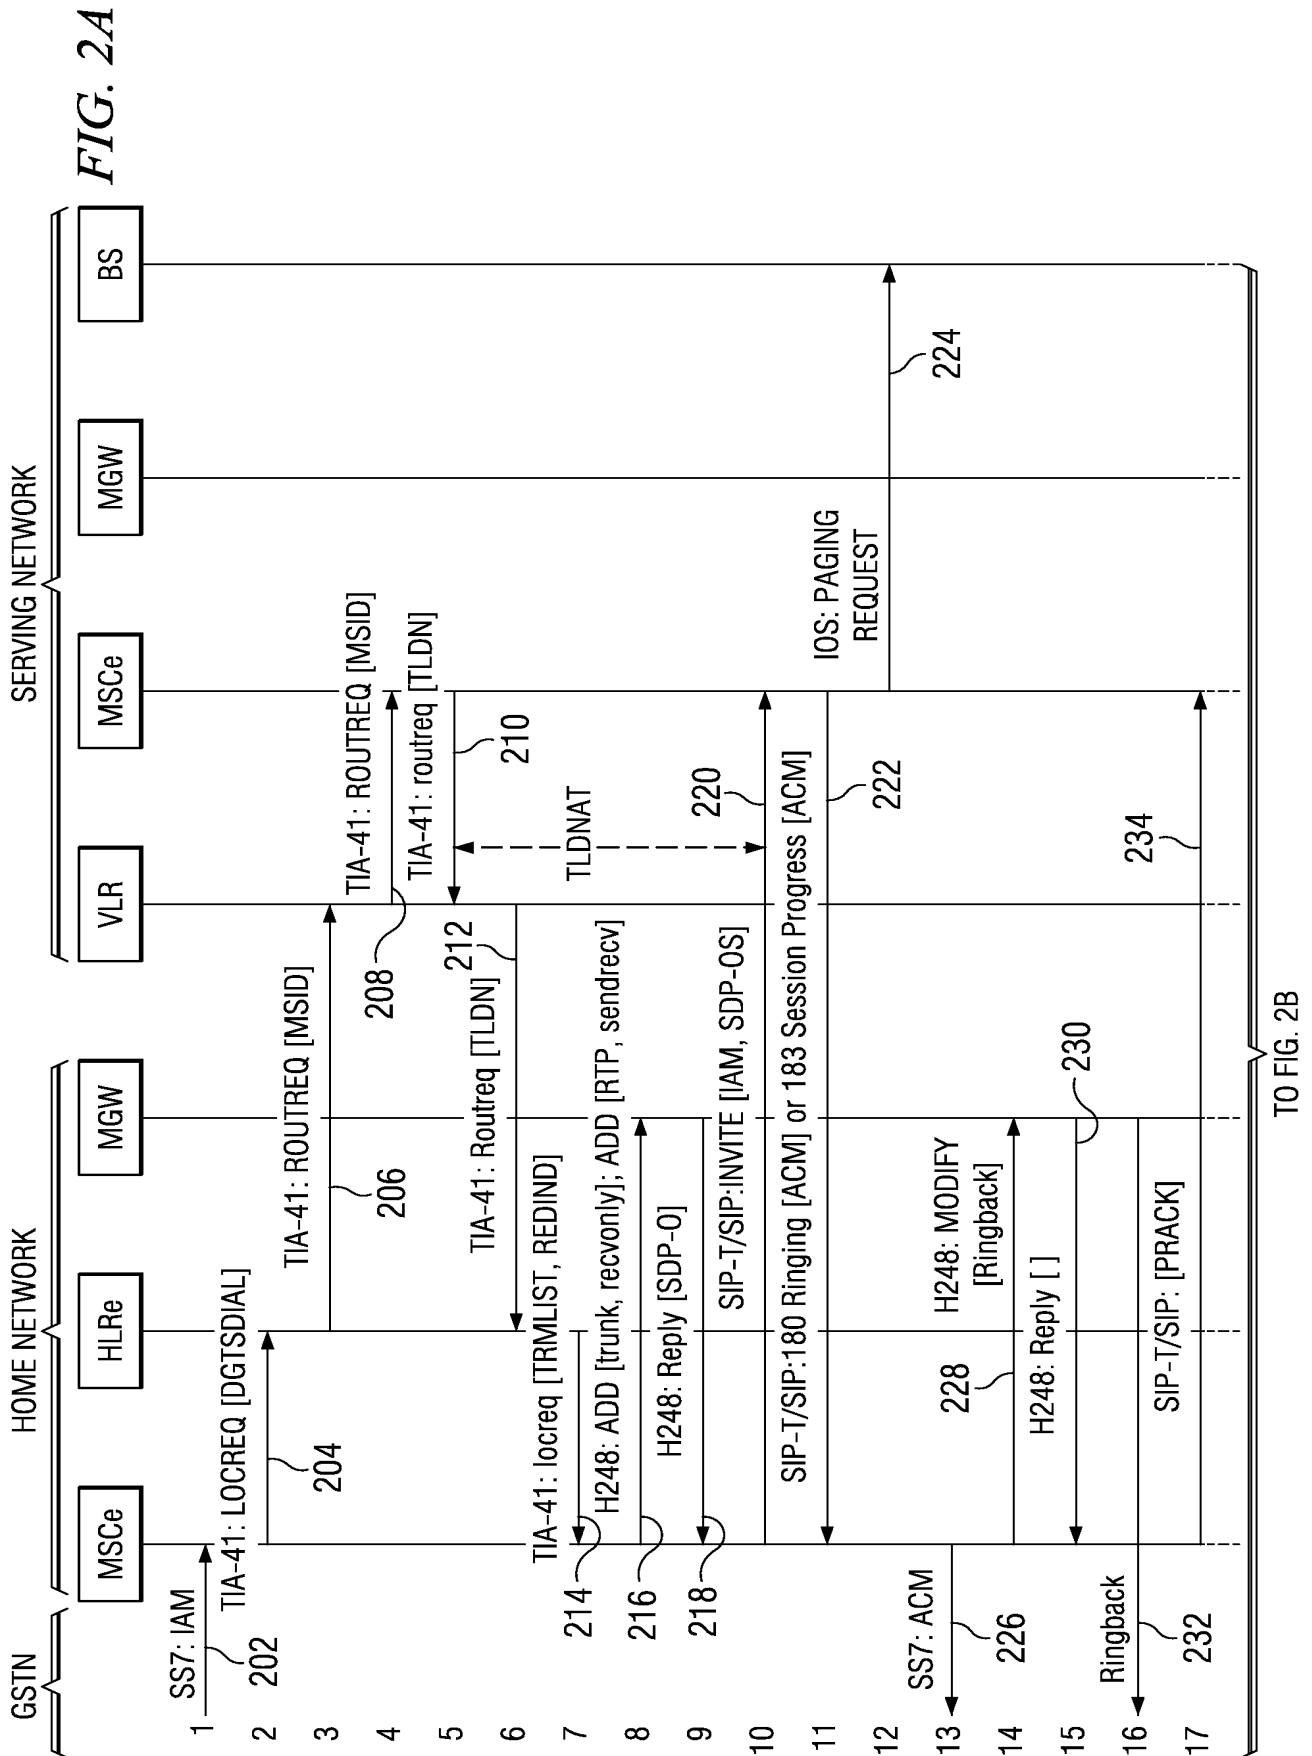 FIG. 2A
GSTN
HOME NETWORK
SERVING NETWORK
MSCe
HLRe
MGW
VLR
MSCe
MGW
BS
1
SS7: IAM
202
2
TIA-41: LOCREQ [DGTSDIAL]
204
3
TIA-41: ROUTREQ [MSID]
206
4
TIA-41: ROUTREQ [MSID]
208
5
TIA-41: routreq [TLDN]
210
6
TIA-41: Routreq [TLDN]
212
TLDNAT
7
TIA-41: locreq [TRMLIST, REDIND]
214
8
H248: ADD [trunk, recvonly]; ADD [RTP, sendrecv]
216
9
H248: Reply [SDP-O]
218
10
SIP-T/SIP:INVITE [IAM, SDP-OS]
220
11
SIP-T/SIP:180 Ringing [ACM] or 183 Session Progress [ACM]
222
12
IOS: PAGING
REQUEST
224
13
SS7: ACM
226
14
H248: MODIFY
[Ringback]
228
15
H248: Reply [ ]
230
16
Ringback
232
17
SIP-T/SIP: [PRACK]
234
TO FIG. 2B